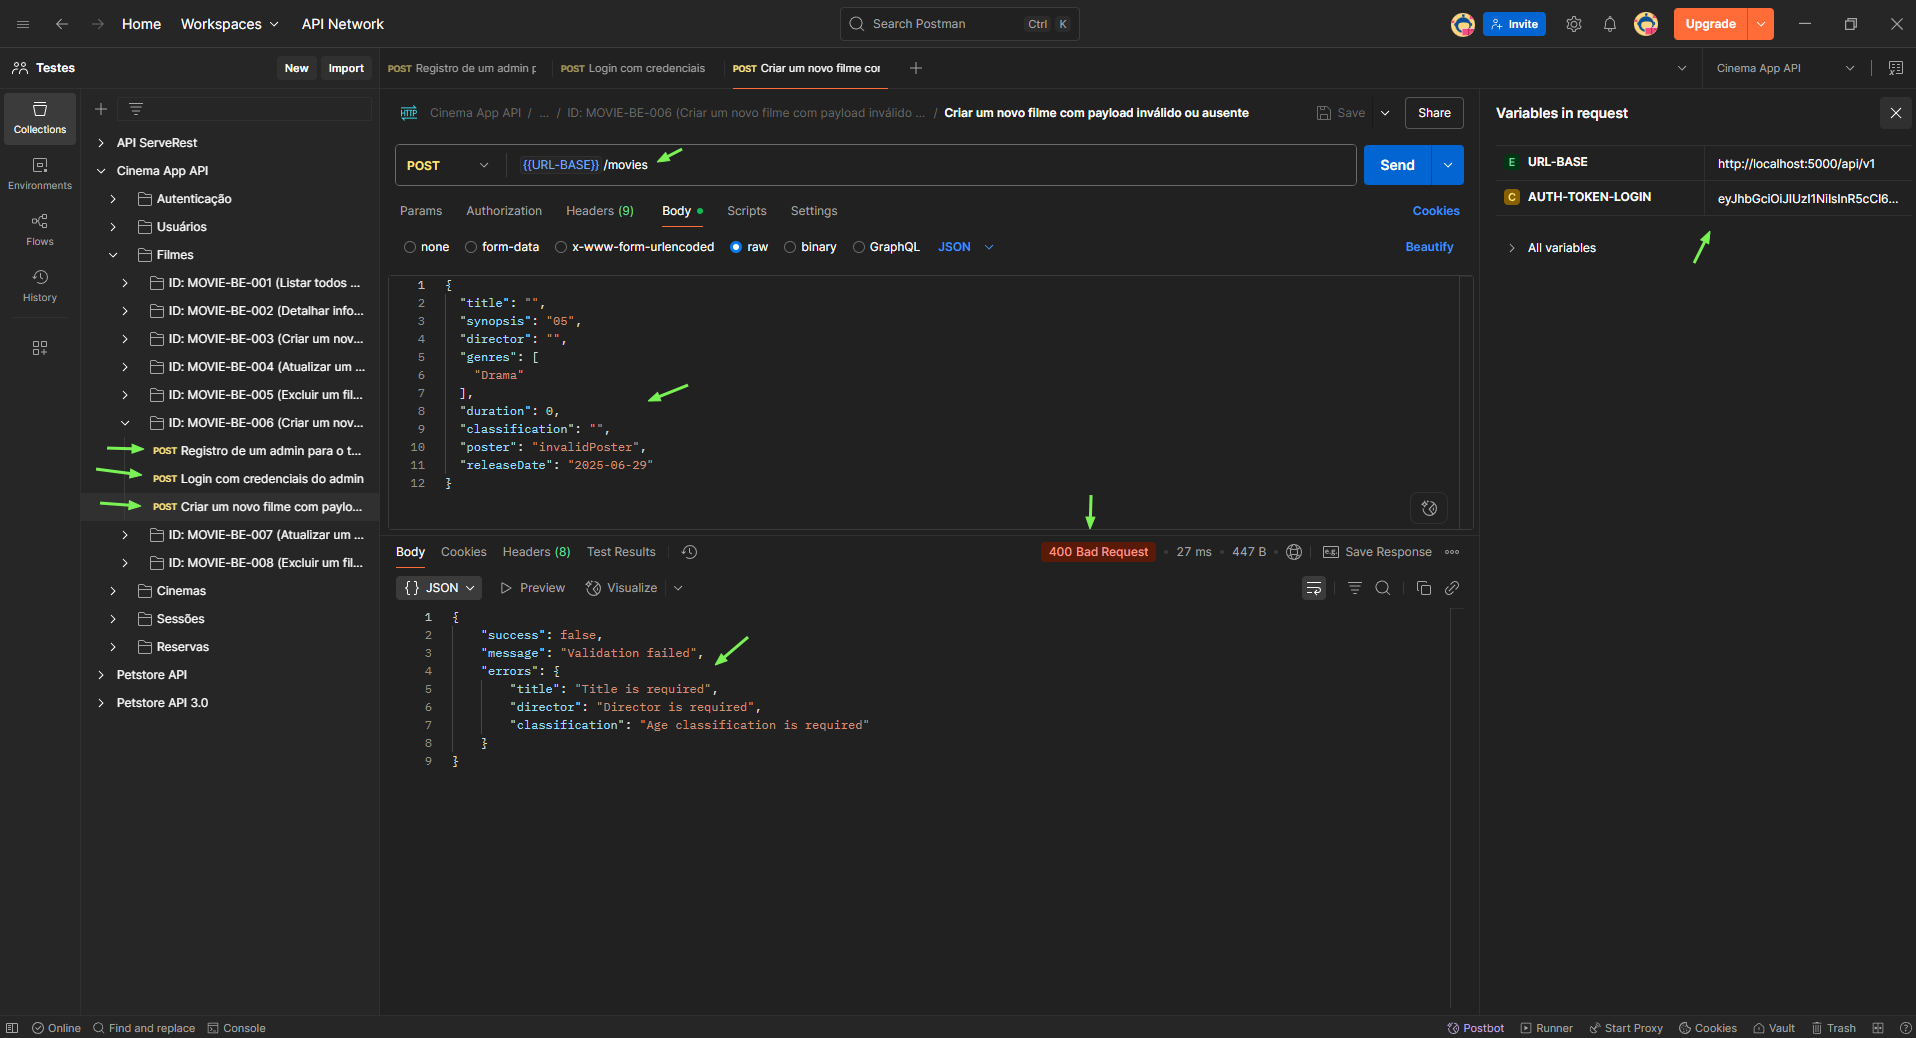 Home Workspaces API Network
Search Postman Ctrl K
Invite Upgrade
Testes New Import
POST Registro de um admin p
POST Login com credenciais
POST Criar um novo filme cor
Cinema App API
Collections
Environments
Flows
History
API ServeRest
Cinema App API
Autenticação
Usuários
Filmes
ID: MOVIE-BE-001 (Listar todos ...
ID: MOVIE-BE-002 (Detalhar info...
ID: MOVIE-BE-003 (Criar um nov...
ID: MOVIE-BE-004 (Atualizar um ...
ID: MOVIE-BE-005 (Excluir um fil...
ID: MOVIE-BE-006 (Criar um nov...
POST Registro de um admin para o t...
POST Login com credenciais do admin
POST Criar um novo filme com paylo...
ID: MOVIE-BE-007 (Atualizar um ...
ID: MOVIE-BE-008 (Excluir um fil...
Cinemas
Sessões
Reservas
Petstore API
Petstore API 3.0
HTTP Cinema App API / ... / ID: MOVIE-BE-006 (Criar um novo filme com payload inválido ... / Criar um novo filme com payload inválido ou ausente
Save Share
POST {{URL-BASE}} /movies
Send
Params Authorization Headers (9) Body Scripts Settings Cookies
none form-data x-www-form-urlencoded raw binary GraphQL JSON Beautify
1 {
2 "title": "",
3 "synopsis": "05",
4 "director": "",
5 "genres": [
6 "Drama"
7 ],
8 "duration": 0,
9 "classification": "",
10 "poster": "invalidPoster",
11 "releaseDate": "2025-06-29"
12 }
Body Cookies Headers (8) Test Results
400 Bad Request • 27 ms • 447 B • e.g. Save Response
{} JSON Preview Visualize
1 {
2 "success": false,
3 "message": "Validation failed",
4 "errors": {
5 "title": "Title is required",
6 "director": "Director is required",
7 "classification": "Age classification is required"
8 }
9 }
Variables in request
E URL-BASE http://localhost:5000/api/v1
C AUTH-TOKEN-LOGIN eyJhbGciOiJIUzI1NiIsInR5cCI6...
All variables
Online Find and replace Console
Postbot Runner Start Proxy Cookies Vault Trash